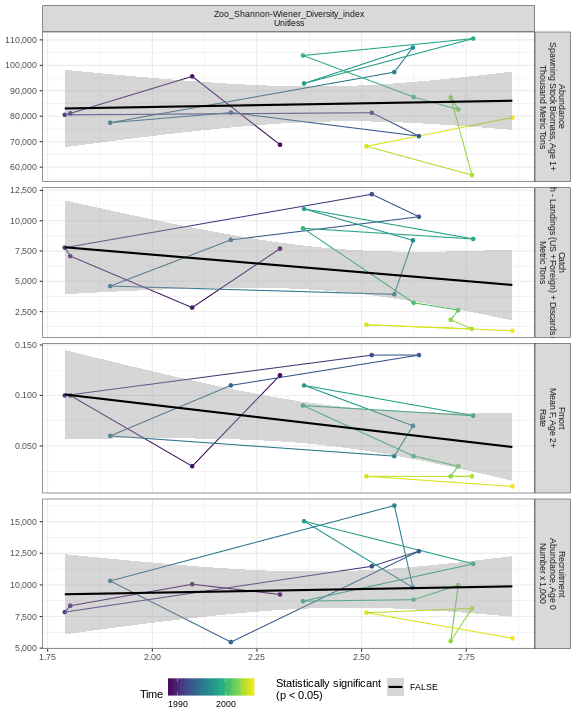 Zoo_Shannon-Wiener_Diversity_index
Unitless
110,000
100,000
90,000
80,000
70,000
60,000
Abundance
Spawning Stock Biomass, Age 1+
Thousand Metric Tons
12,500
10,000
7,500
5,000
2,500
Catch
h - Landings (US +Foreign) + Discards
Metric Tons
0.150
0.100
0.050
Fmort
Mean F, Age 2+
Rate
15,000
12,500
10,000
7,500
5,000
Recruitment
Abundance, Age 0
Number x 1,000
1.75
2.00
2.25
2.50
2.75
Time
1990
2000
Statistically significant
(p < 0.05)
FALSE